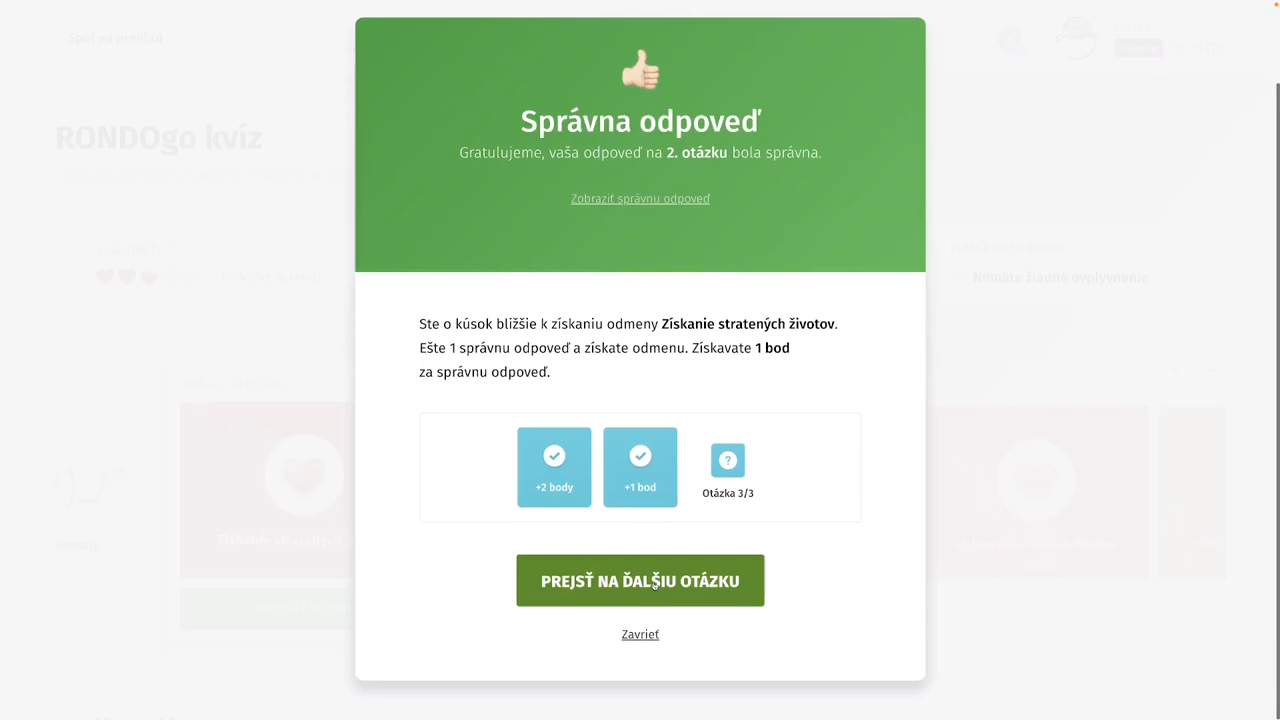 Späť na prehľad
RONDOgo kvíz
Správna odpoveď
Gratulujeme, vaša odpoveď na 2. otázku bola správna.
Zobraziť správnu odpoveď
Nemáte žiadne ovplyvnenie
Ste o kúsok bližšie k získaniu odmeny Získanie stratených životov.
Ešte 1 správnu odpoveď a získate odmenu. Získavate 1 bod
za správnu odpoveď.
+2 body
+1 bod
Otázka 3/3
PREJSŤ NA ĎALŠIU OTÁZKU
Zavrieť